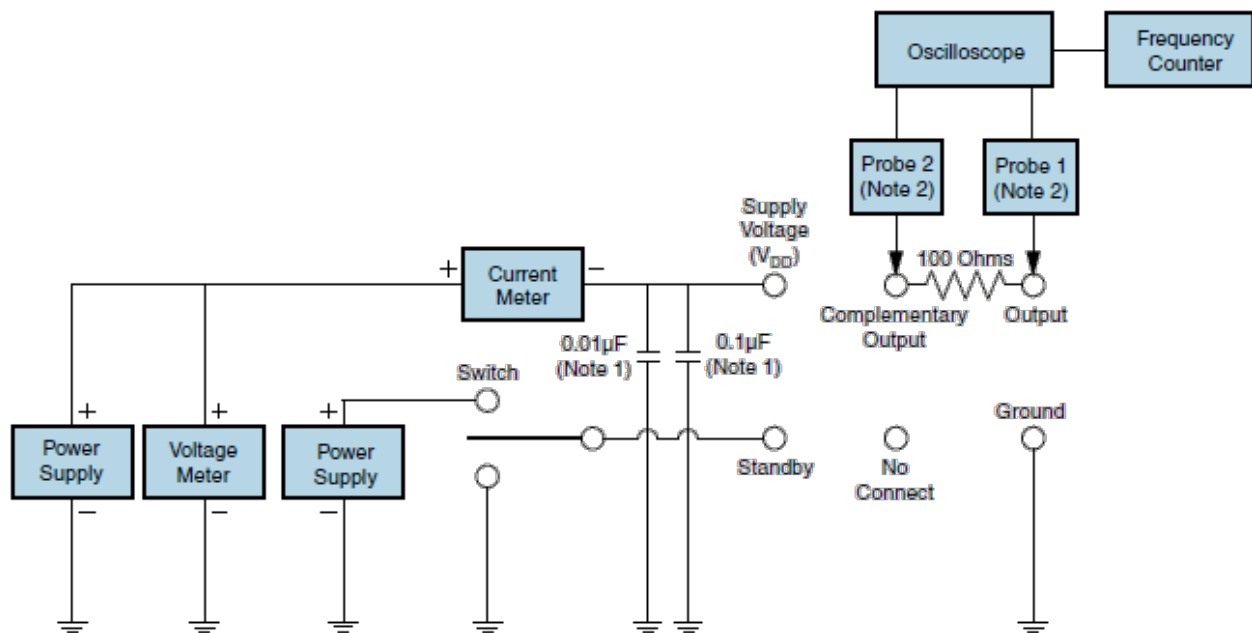 Oscilloscope
Frequency
Counter
Probe 2
(Note 2)
Probe 1
(Note 2)
Supply
Voltage
(VDD)
100 Ohms
+
Current
Meter
−
Complementary
Output
Output
0.01µF
(Note 1)
0.1µF
(Note 1)
Switch
+
Power
Supply
−
+
Voltage
Meter
−
+
Power
Supply
−
Standby
No
Connect
Ground